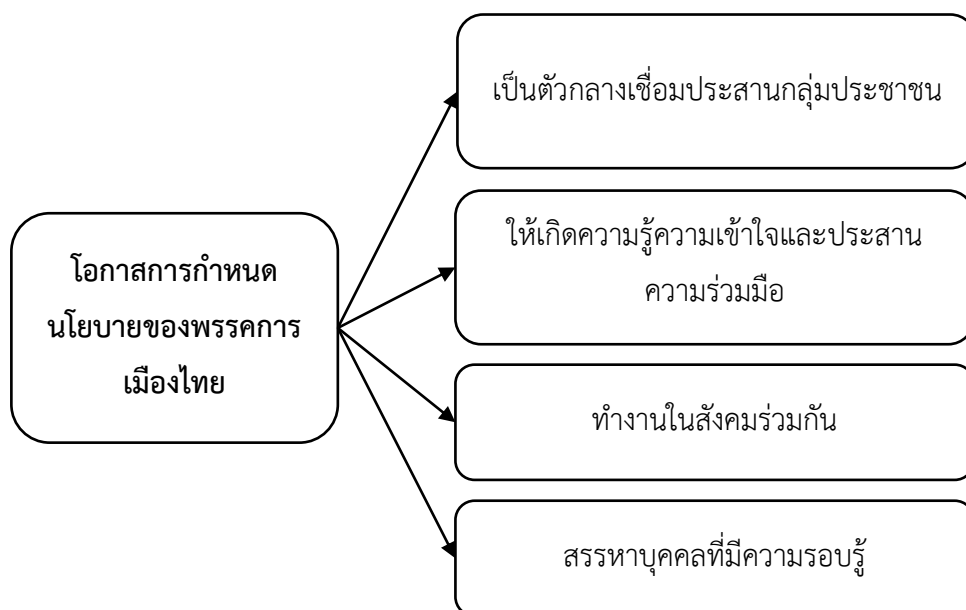 เป็นตัวกลางเชื่อมประสานกลุ่มประชาชน
ให้เกิดความรู้ความเข้าใจและประสาน
ความร่วมมือ
โอกาสการกำหนด
นโยบายของพรรคการ
เมืองไทย
ทำงานในสังคมร่วมกัน
สรรหาบุคคลที่มีความรอบรู้